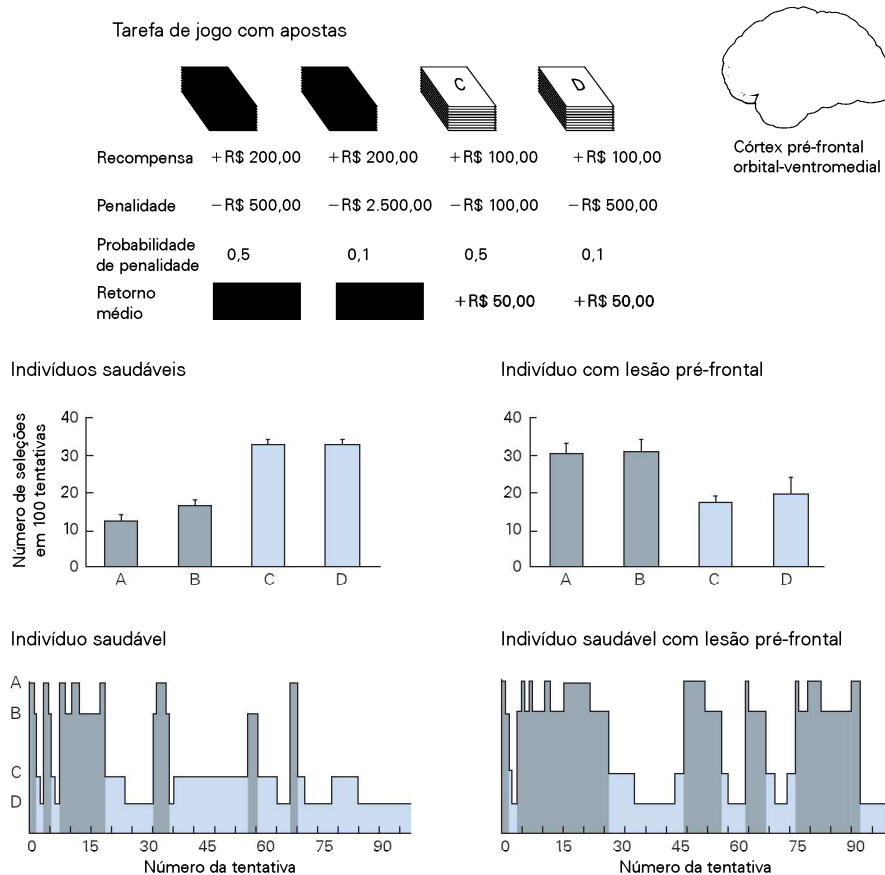 Tarefa de jogo com apostas
C D
Córtex pré-frontal
orbital-ventromedial
Recompensa +R$ 200,00 +R$ 200,00 +R$ 100,00 +R$ 100,00
Penalidade −R$ 500,00 −R$ 2.500,00 −R$ 100,00 −R$ 500,00
Probabilidade
de penalidade 0,5 0,1 0,5 0,1
Retorno
médio +R$ 50,00 +R$ 50,00
Indivíduos saudáveis
Número de seleções
em 100 tentativas
40
30
20
10
0
A B C D
Indivíduo com lesão pré-frontal
40
30
20
10
0
A B C D
Indivíduo saudável
A
B
C
D
0 15 30 45 60 75 90
Número da tentativa
Indivíduo saudável com lesão pré-frontal
0 15 30 45 60 75 90
Número da tentativa